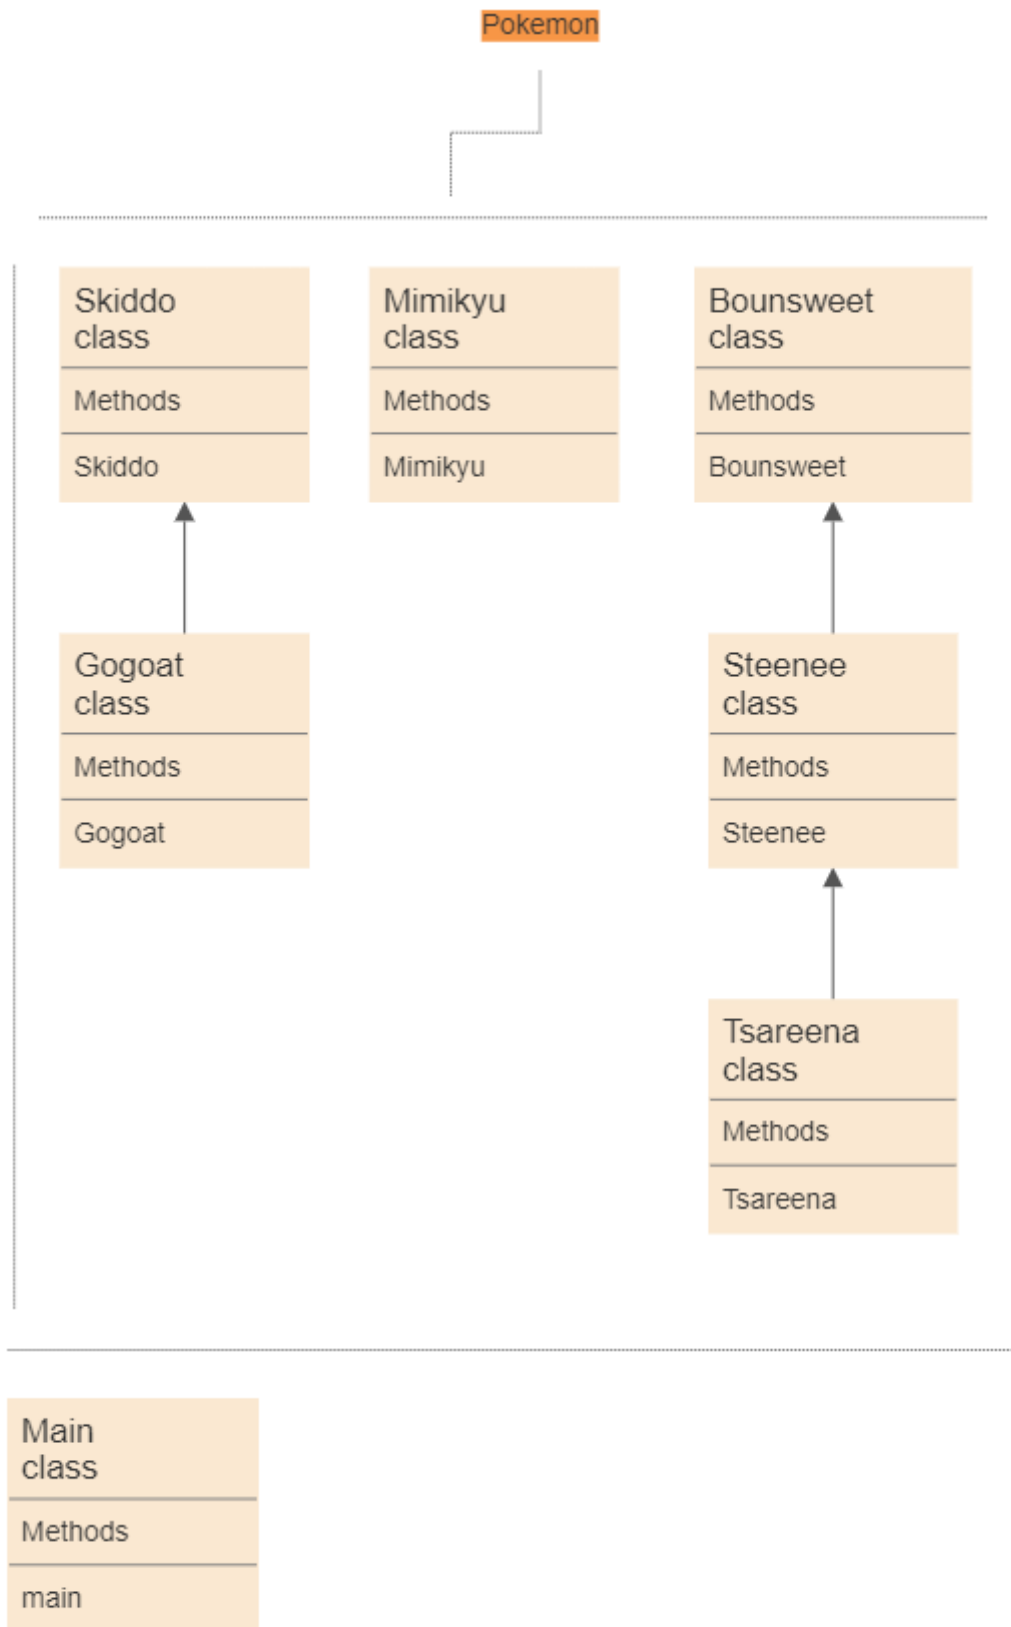 Pokemon
Skiddo
class
Methods
Skiddo
Mimikyu
class
Methods
Mimikyu
Bounsweet
class
Methods
Bounsweet
Gogoat
class
Methods
Gogoat
Steenee
class
Methods
Steenee
Tsareena
class
Methods
Tsareena
Main
class
Methods
main